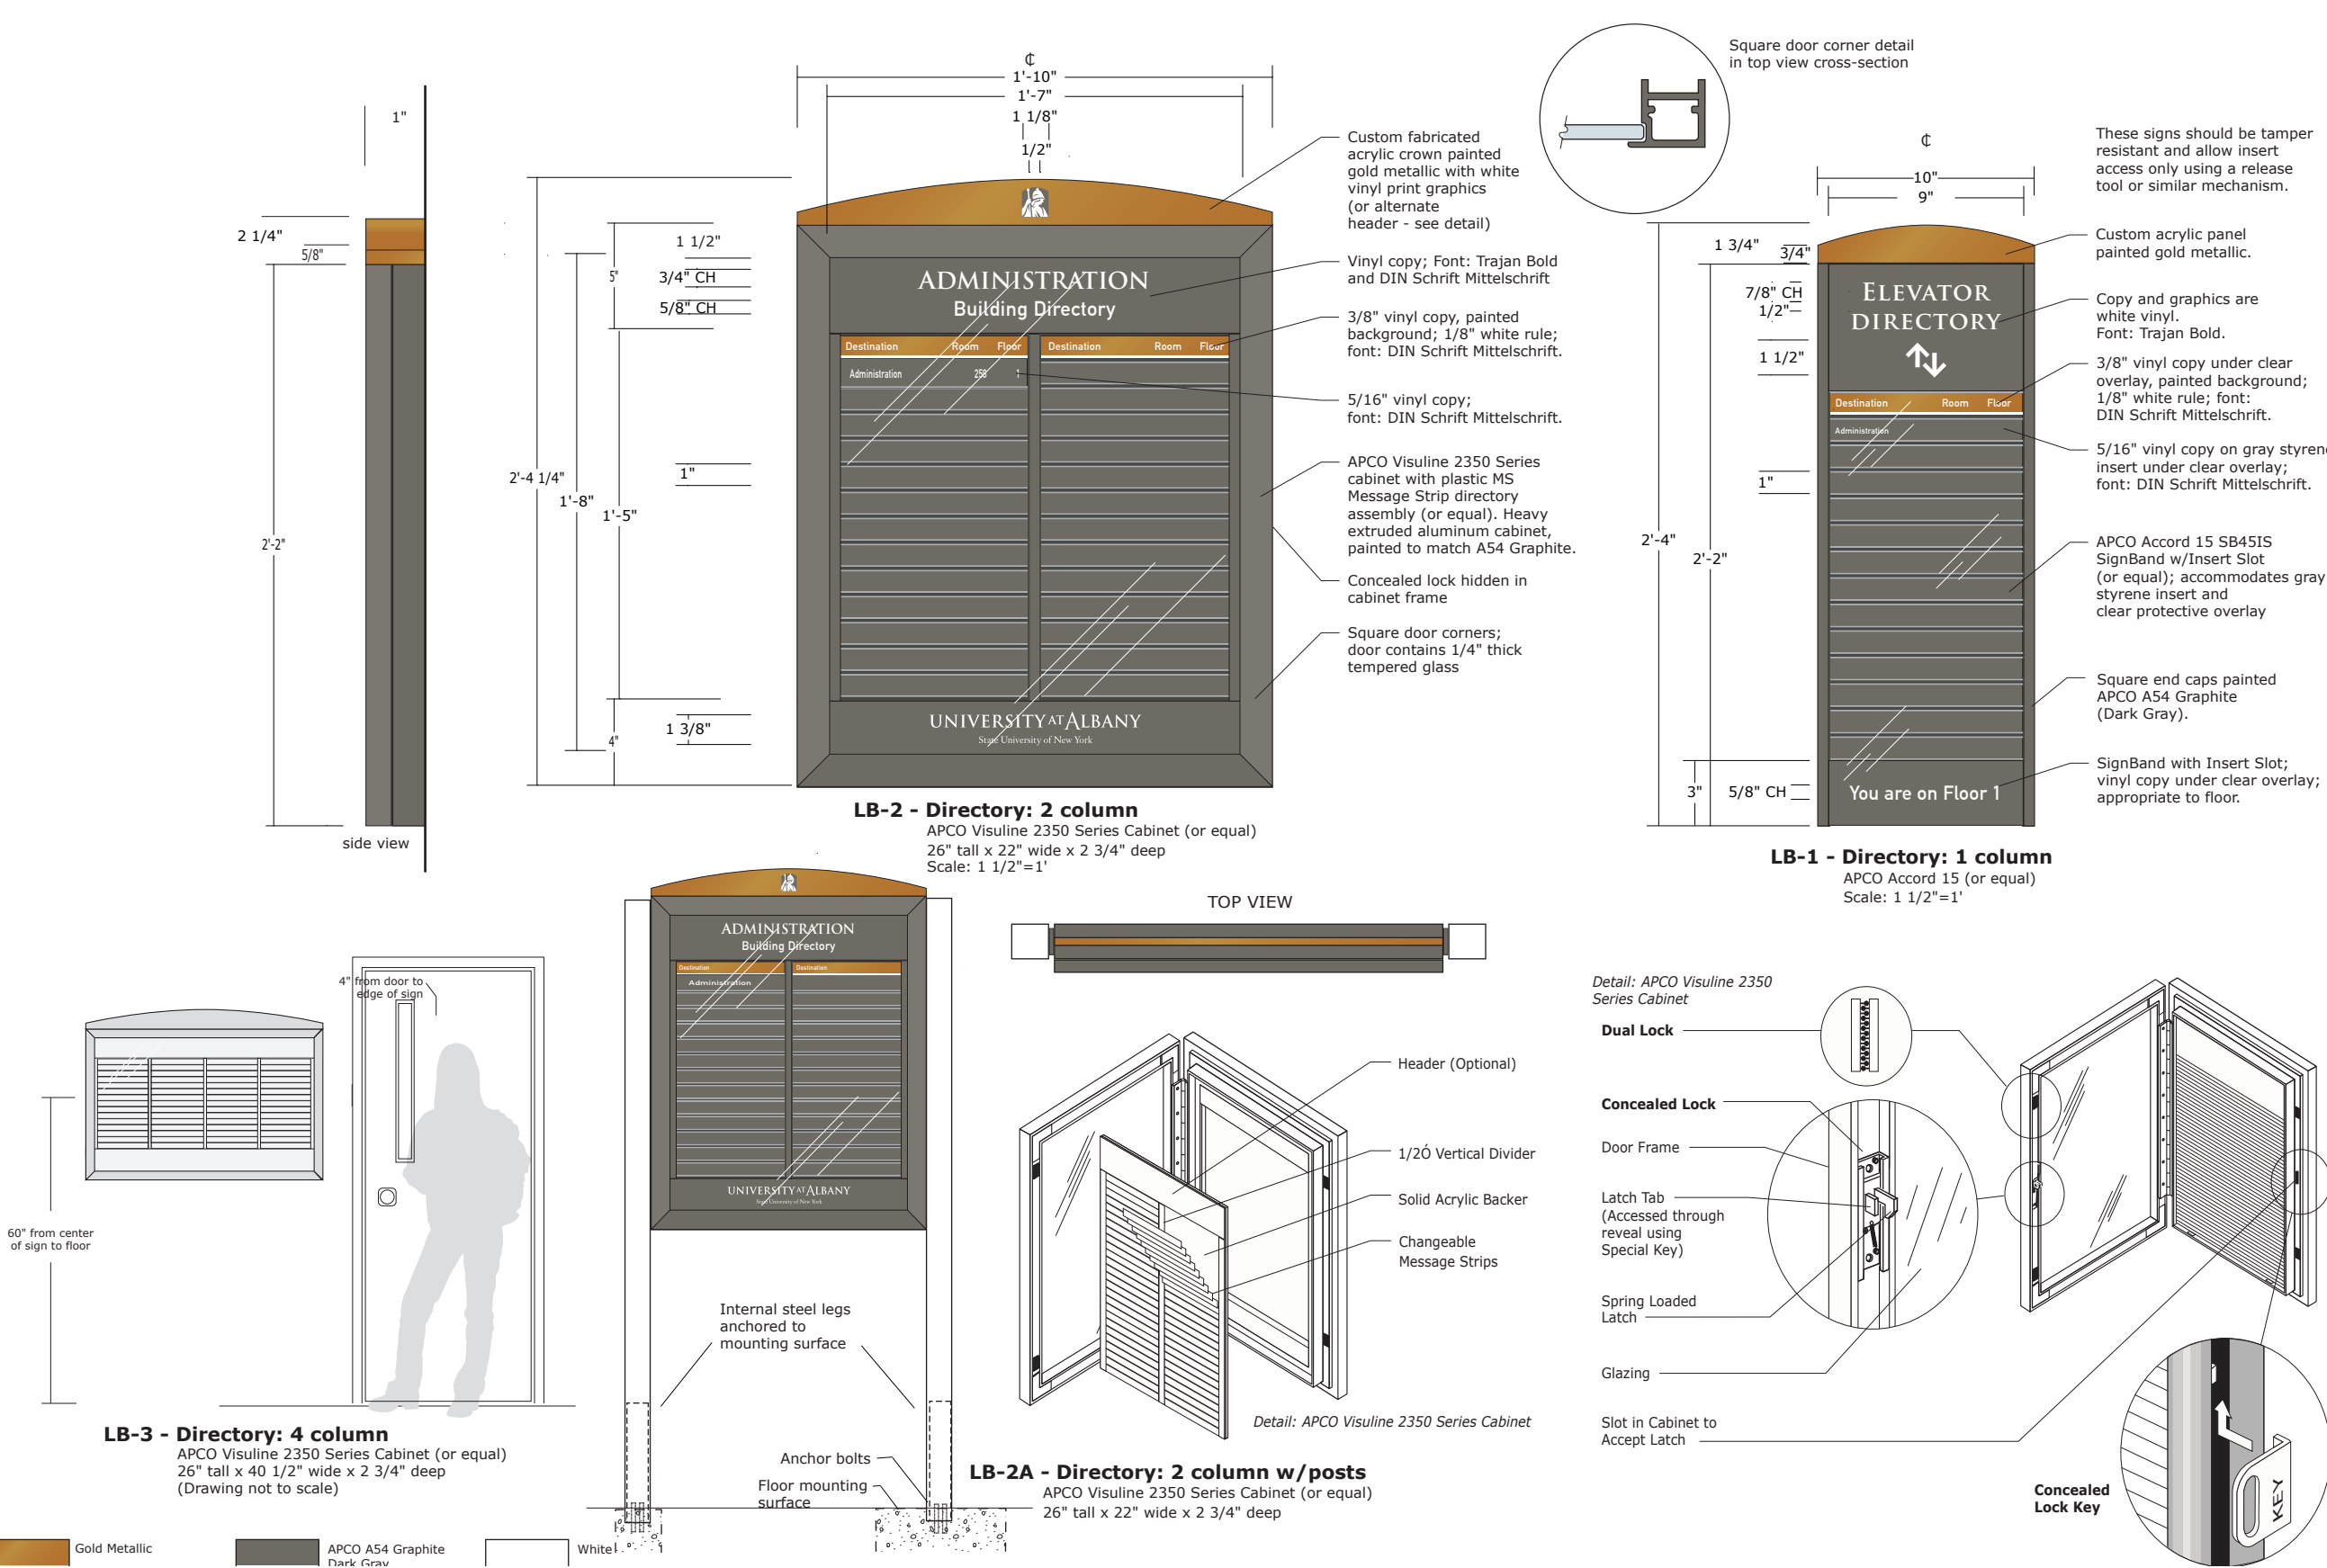 1"
2 1/4"
5/8"
2'-2"
side view
℄
1'-10"
1'-7"
1 1/8"
1/2"
2'-4 1/4"
1'-8"
5"
1'-5"
4"
1 1/2"
3/4" CH
5/8" CH
1"
1 3/8"
ADMINISTRATION
Building Directory
Destination Room Floor Destination Room Floor
Administration 250 1
UNIVERSITY AT ALBANY
State University of New York
Custom fabricated
acrylic crown painted
gold metallic with white
vinyl print graphics
(or alternate
header - see detail)
Vinyl copy; Font: Trajan Bold
and DIN Schrift Mittelschrift
3/8" vinyl copy, painted
background; 1/8" white rule;
font: DIN Schrift Mittelschrift.
5/16" vinyl copy;
font: DIN Schrift Mittelschrift.
APCO Visuline 2350 Series
cabinet with plastic MS
Message Strip directory
assembly (or equal). Heavy
extruded aluminum cabinet,
painted to match A54 Graphite.
Concealed lock hidden in
cabinet frame
Square door corners;
door contains 1/4" thick
tempered glass
LB-2 - Directory: 2 column
APCO Visuline 2350 Series Cabinet (or equal)
26" tall x 22" wide x 2 3/4" deep
Scale: 1 1/2"=1'
Square door corner detail
in top view cross-section
℄
10"
9"
1 3/4"
3/4"
7/8" CH
1/2"
1 1/2"
1"
2'-4"
2'-2"
3"
5/8" CH
ELEVATOR
DIRECTORY
Destination Room Floor
Administration
You are on Floor 1
These signs should be tamper
resistant and allow insert
access only using a release
tool or similar mechanism.
Custom acrylic panel
painted gold metallic.
Copy and graphics are
white vinyl.
Font: Trajan Bold.
3/8" vinyl copy under clear
overlay, painted background;
1/8" white rule; font:
DIN Schrift Mittelschrift.
5/16" vinyl copy on gray styrene
insert under clear overlay;
font: DIN Schrift Mittelschrift.
APCO Accord 15 SB45IS
SignBand w/Insert Slot
(or equal); accommodates gray
styrene insert and
clear protective overlay
Square end caps painted
APCO A54 Graphite
(Dark Gray).
SignBand with Insert Slot;
vinyl copy under clear overlay;
appropriate to floor.
LB-1 - Directory: 1 column
APCO Accord 15 (or equal)
Scale: 1 1/2"=1'
4" from door to
edge of sign
60" from center
of sign to floor
LB-3 - Directory: 4 column
APCO Visuline 2350 Series Cabinet (or equal)
26" tall x 40 1/2" wide x 2 3/4" deep
(Drawing not to scale)
ADMINISTRATION
Building Directory
Destination Destination
Administration
UNIVERSITY AT ALBANY
State University of New York
Internal steel legs
anchored to
mounting surface
Anchor bolts
Floor mounting
surface
TOP VIEW
Header (Optional)
1/2Ó Vertical Divider
Solid Acrylic Backer
Changeable
Message Strips
Detail: APCO Visuline 2350 Series Cabinet
LB-2A - Directory: 2 column w/posts
APCO Visuline 2350 Series Cabinet (or equal)
26" tall x 22" wide x 2 3/4" deep
Detail: APCO Visuline 2350
Series Cabinet
Dual Lock
Concealed Lock
Door Frame
Latch Tab
(Accessed through
reveal using
Special Key)
Spring Loaded
Latch
Glazing
Slot in Cabinet to
Accept Latch
Concealed
Lock Key
KEY
Gold Metallic
APCO A54 Graphite
Dark Gray
White